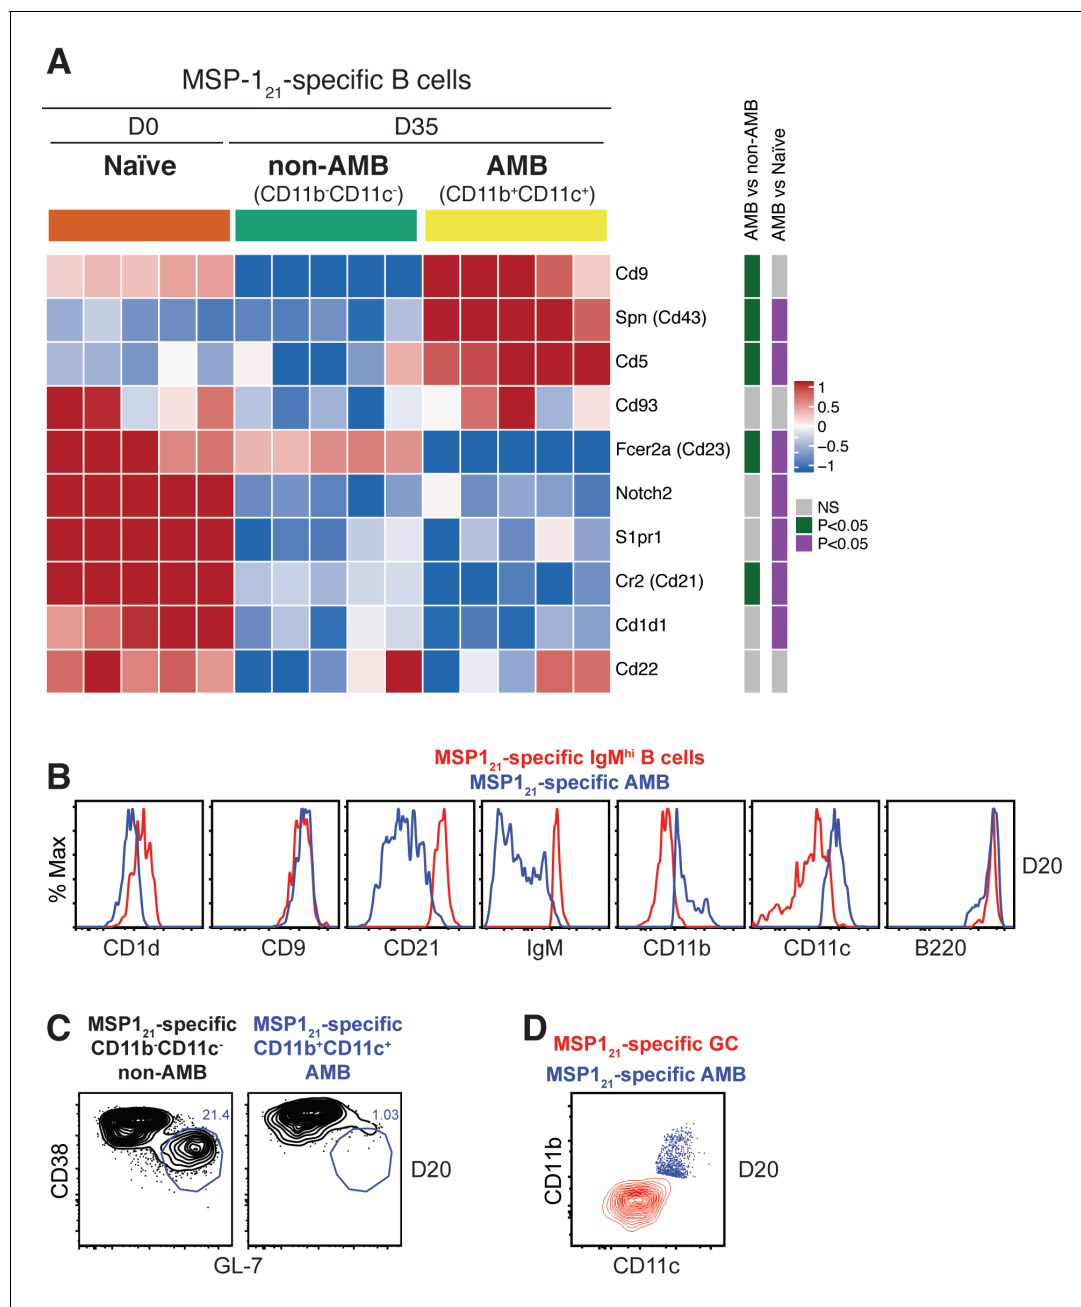 A
MSP-1₂₁-specific B cells
D0 D35
Naïve non-AMB AMB
(CD11b⁻CD11c⁻) (CD11b⁺CD11c⁺)
AMB vs non-AMB
AMB vs Naïve
Cd9
Spn (Cd43)
Cd5
Cd93
Fcer2a (Cd23)
Notch2
S1pr1
Cr2 (Cd21)
Cd1d1
Cd22
1
0.5
0
−0.5
−1
NS
P<0.05
P<0.05
B
MSP1₂₁-specific IgMʰⁱ B cells
MSP1₂₁-specific AMB
% Max
D20
CD1d CD9 CD21 IgM CD11b CD11c B220
C
MSP1₂₁-specific
CD11b⁻CD11c⁻
non-AMB
MSP1₂₁-specific
CD11b⁺CD11c⁺
AMB
21.4
1.03
CD38
D20
GL-7
D
MSP1₂₁-specific GC
MSP1₂₁-specific AMB
CD11b
D20
CD11c